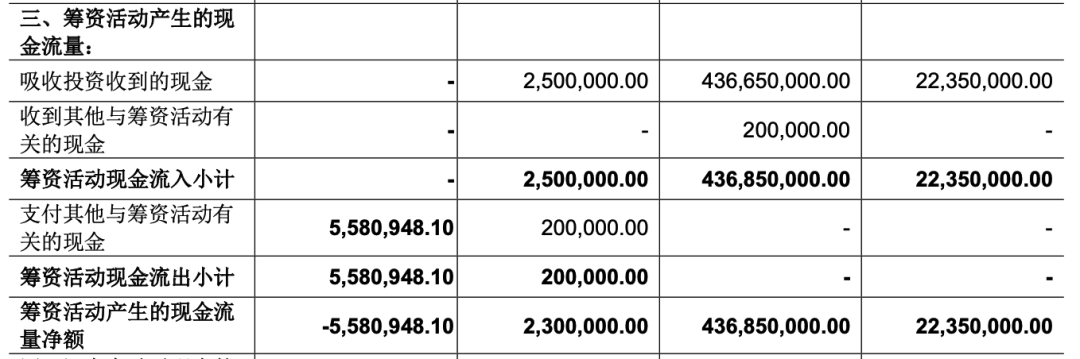 三、筹资活动产生的现
金流量：
吸收投资收到的现金 - 2,500,000.00 436,650,000.00 22,350,000.00
收到其他与筹资活动有
关的现金 - - 200,000.00 -
筹资活动现金流入小计 - 2,500,000.00 436,850,000.00 22,350,000.00
支付其他与筹资活动有
关的现金 5,580,948.10 200,000.00 - -
筹资活动现金流出小计 5,580,948.10 200,000.00 - -
筹资活动产生的现金流
量净额 -5,580,948.10 2,300,000.00 436,850,000.00 22,350,000.00